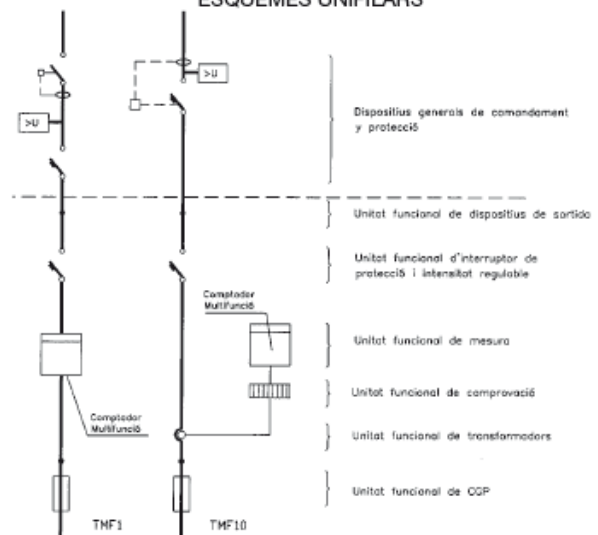 ESQUEMES UNIFILARS
>U
>U
Dispositius generals de comandament
y protecció
Unitat funcional de dispositius de sortida
Unitat funcional d'interruptor de
protecció i intensitat regulable
Comptador
Multifunció
Unitat funcional de mesura
Unitat funcional de comprovació
Comptador
Multifunció
Unitat funcional de transformadors
Unitat funcional de CGP
TMF1
TMF10